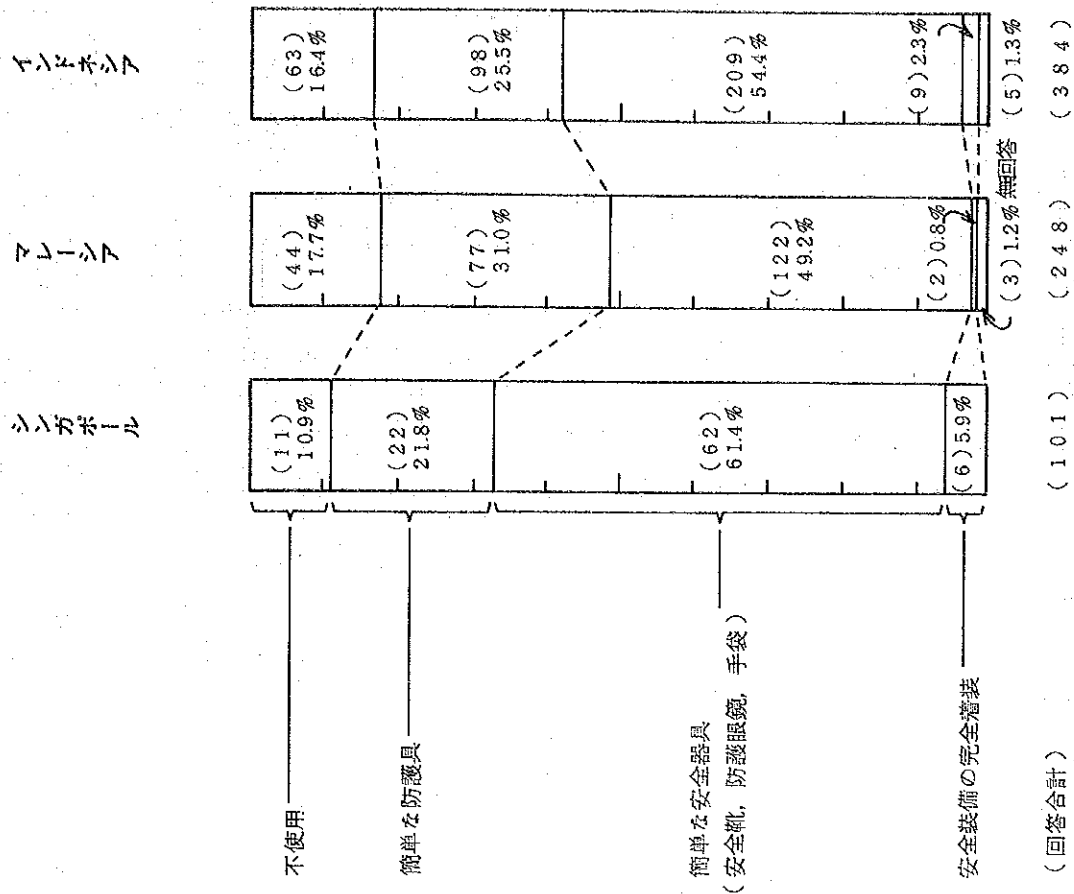 不使用
簡単な防護具
簡単な安全器具
(安全靴, 防護眼鏡, 手袋)
安全装備の完全着装
(回答合計)
シンガポール
(11)
10.9%
(22)
21.8%
(62)
61.4%
(6)5.9%
(101)
マレーシア
(44)
17.7%
(77)
31.0%
(122)
49.2%
(2)0.8%
(3)1.2%無回答
(248)
インドネシア
(63)
16.4%
(98)
25.5%
(209)
54.4%
(9)2.3%
(5)1.3%
(384)